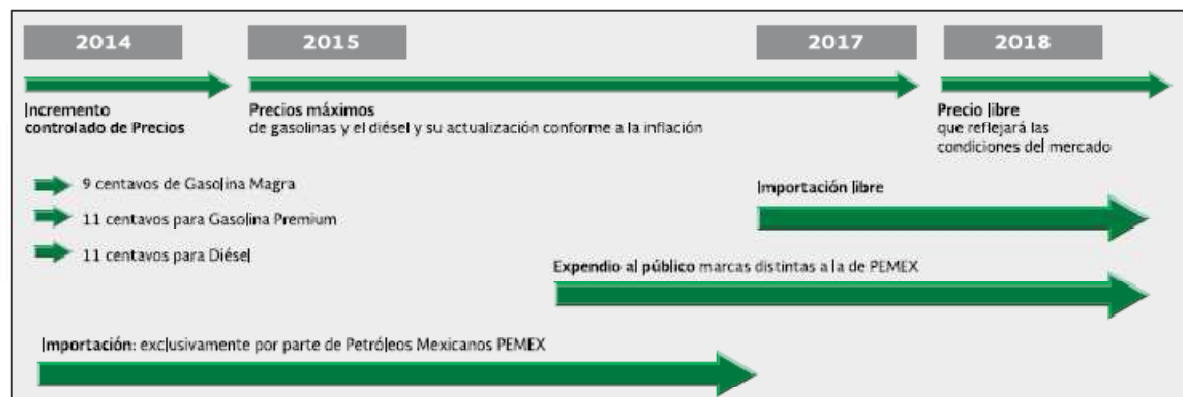 2014
2015
2017
2018
Incremento
controlado de Precios
Precios máximos
de gasolinas y el diésel y su actualización conforme a la inflación
Precio libre
que reflejará las
condiciones del mercado
9 centavos de Gasolina Magra
11 centavos para Gasolina Premium
11 centavos para Diésel
Importación libre
Expendio al público marcas distintas a la de PEMEX
Importación: exclusivamente por parte de Petróleos Mexicanos PEMEX